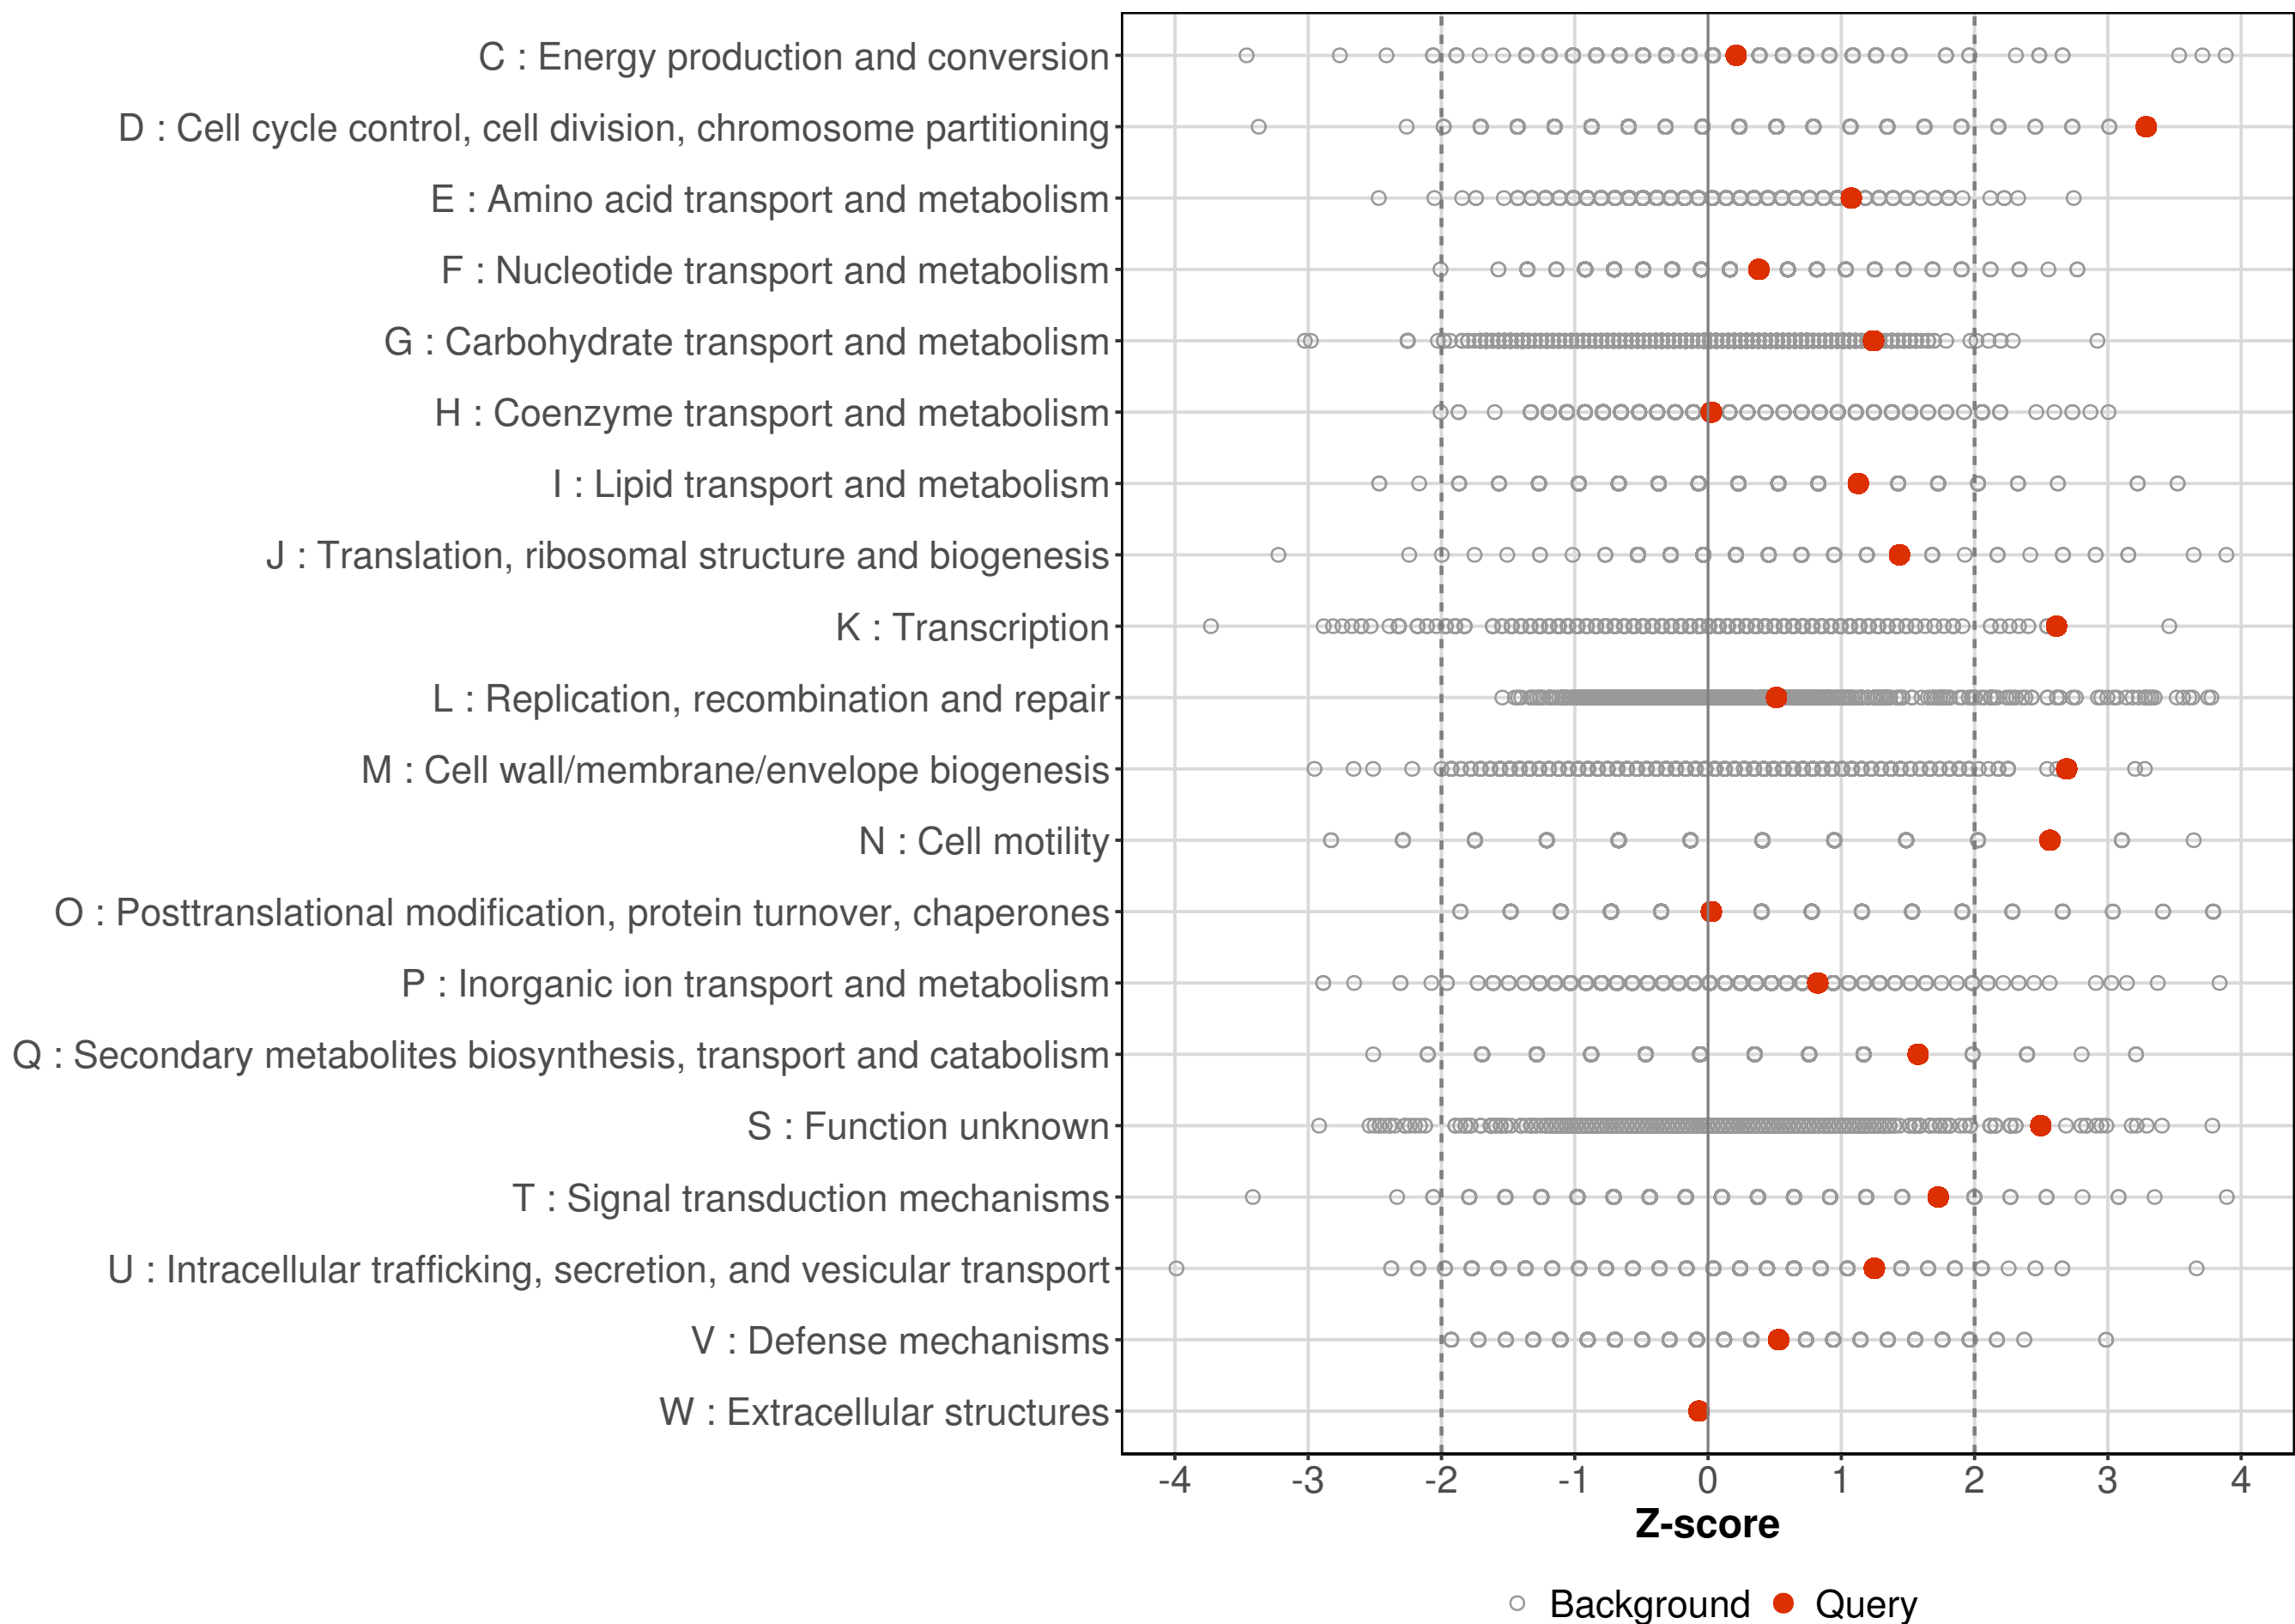 C : Energy production and conversion
D : Cell cycle control, cell division, chromosome partitioning
E : Amino acid transport and metabolism
F : Nucleotide transport and metabolism
G : Carbohydrate transport and metabolism
H : Coenzyme transport and metabolism
I : Lipid transport and metabolism
J : Translation, ribosomal structure and biogenesis
K : Transcription
L : Replication, recombination and repair
M : Cell wall/membrane/envelope biogenesis
N : Cell motility
O : Posttranslational modification, protein turnover, chaperones
P : Inorganic ion transport and metabolism
Q : Secondary metabolites biosynthesis, transport and catabolism
S : Function unknown
T : Signal transduction mechanisms
U : Intracellular trafficking, secretion, and vesicular transport
V : Defense mechanisms
W : Extracellular structures
-4 -3 -2 -1 0 1 2 3 4
Z-score
Background Query